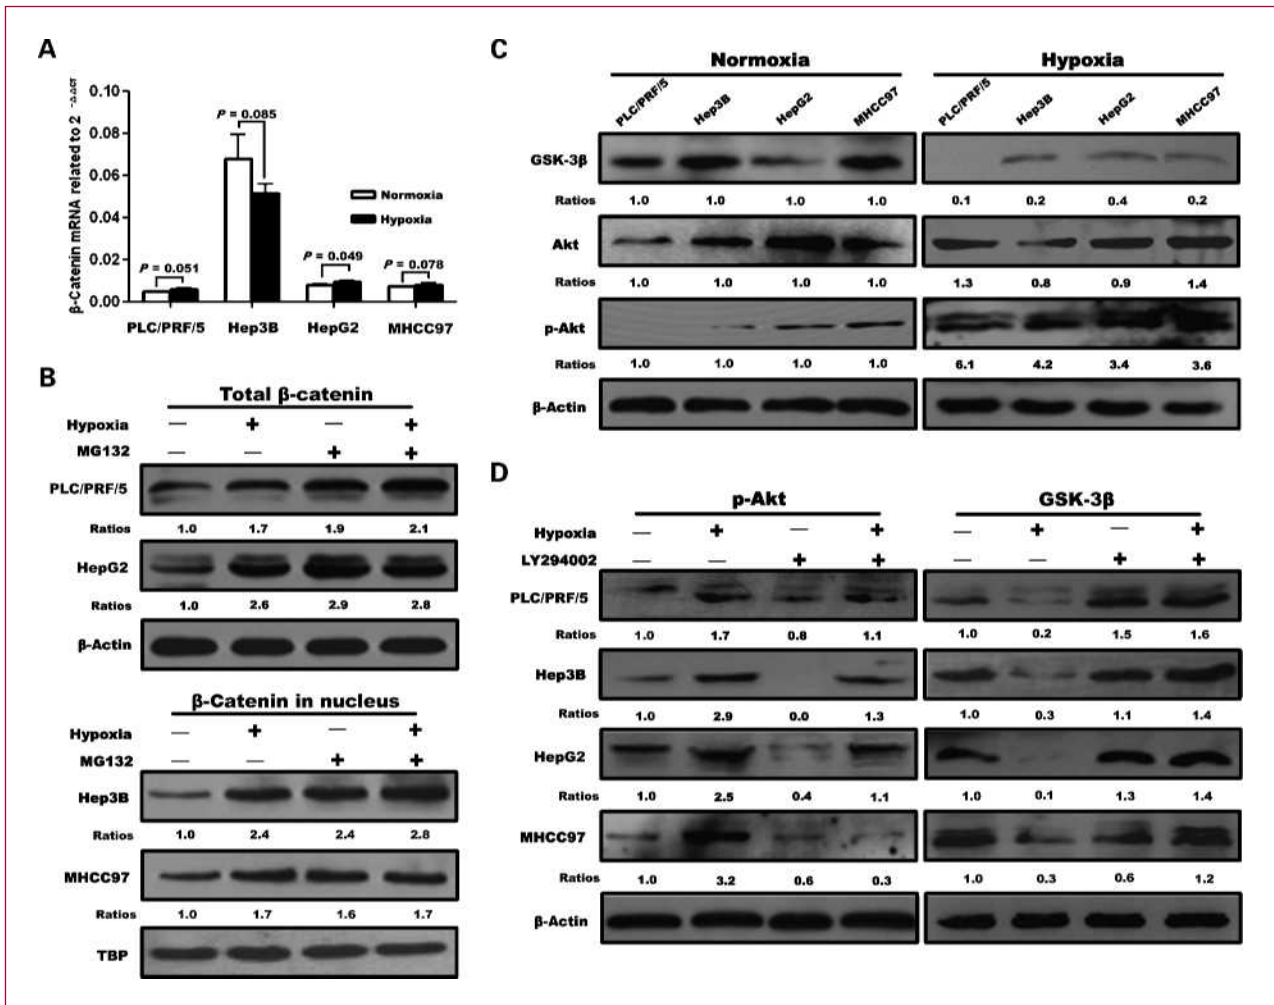 A
β-Catenin mRNA related to 2
0.10
0.08
0.06
0.04
0.02
0.00
P = 0.051
P = 0.085
P = 0.049
P = 0.078
Normoxia
Hypoxia
PLC/PRF/5 Hep3B HepG2 MHCC97
B
Total β-catenin
Hypoxia — + — +
MG132 — — + +
PLC/PRF/5
Ratios 1.0 1.7 1.9 2.1
HepG2
Ratios 1.0 2.6 2.9 2.8
β-Actin
β-Catenin in nucleus
Hypoxia — + — +
MG132 — — + +
Hep3B
Ratios 1.0 2.4 2.4 2.8
MHCC97
Ratios 1.0 1.7 1.6 1.7
TBP
C
Normoxia Hypoxia
PLC/PRF/5 Hep3B HepG2 MHCC97 PLC/PRF/5 Hep3B HepG2 MHCC97
GSK-3β
Ratios 1.0 1.0 1.0 1.0 0.1 0.2 0.4 0.2
Akt
Ratios 1.0 1.0 1.0 1.0 1.3 0.8 0.9 1.4
p-Akt
Ratios 1.0 1.0 1.0 1.0 6.1 4.2 3.4 3.6
β-Actin
D
p-Akt GSK-3β
Hypoxia — + — + — + — +
LY294002 — — + + — — + +
PLC/PRF/5
Ratios 1.0 1.7 0.8 1.1 1.0 0.2 1.5 1.6
Hep3B
Ratios 1.0 2.9 0.0 1.3 1.0 0.3 1.1 1.4
HepG2
Ratios 1.0 2.5 0.4 1.1 1.0 0.1 1.3 1.4
MHCC97
Ratios 1.0 3.2 0.6 0.3 1.0 0.3 0.6 1.2
β-Actin